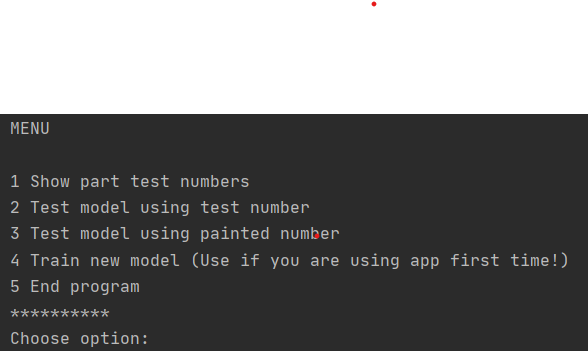 MENU
1 Show part test numbers
2 Test model using test number
3 Test model using painted number
4 Train new model (Use if you are using app first time!)
5 End program
**********
Choose option: